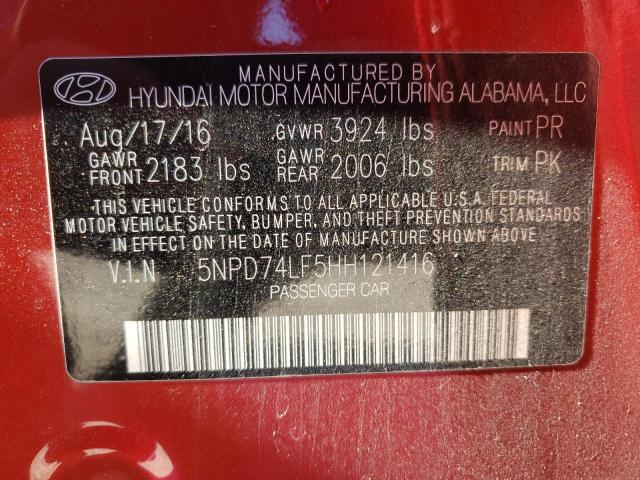 MANUFACTURED BY
HYUNDAI MOTOR MANUFACTURING ALABAMA, LLC
Aug/17/16 GVWR 3924 lbs PAINT PR
GAWR FRONT 2183 lbs GAWR REAR 2006 lbs TRIM PK
THIS VEHICLE CONFORMS TO ALL APPLICABLE U.S.A. FEDERAL
MOTOR VEHICLE SAFETY, BUMPER, AND THEFT PREVENTION STANDARDS
IN EFFECT ON THE DATE OF MANUFACTURE SHOWN ABOVE.
V.I.N 5NPD74LF5HH121416
PASSENGER CAR